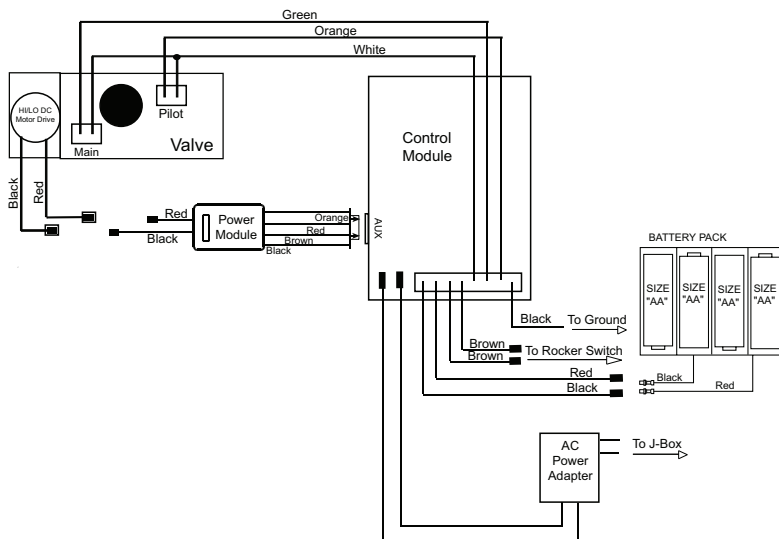 Green
Orange
White
HI/LO DC
Motor Drive
Pilot
Main
Valve
Control
Module
Black
Red
Red
Black
Power
Module
Orange
Red
Brown
Black
AUX
BATTERY PACK
SIZE
"AA"
SIZE
"AA"
SIZE
"AA"
SIZE
"AA"
Black
To Ground
Brown
Brown
To Rocker Switch
Red
Black
Black
Red
AC
Power
Adapter
To J-Box